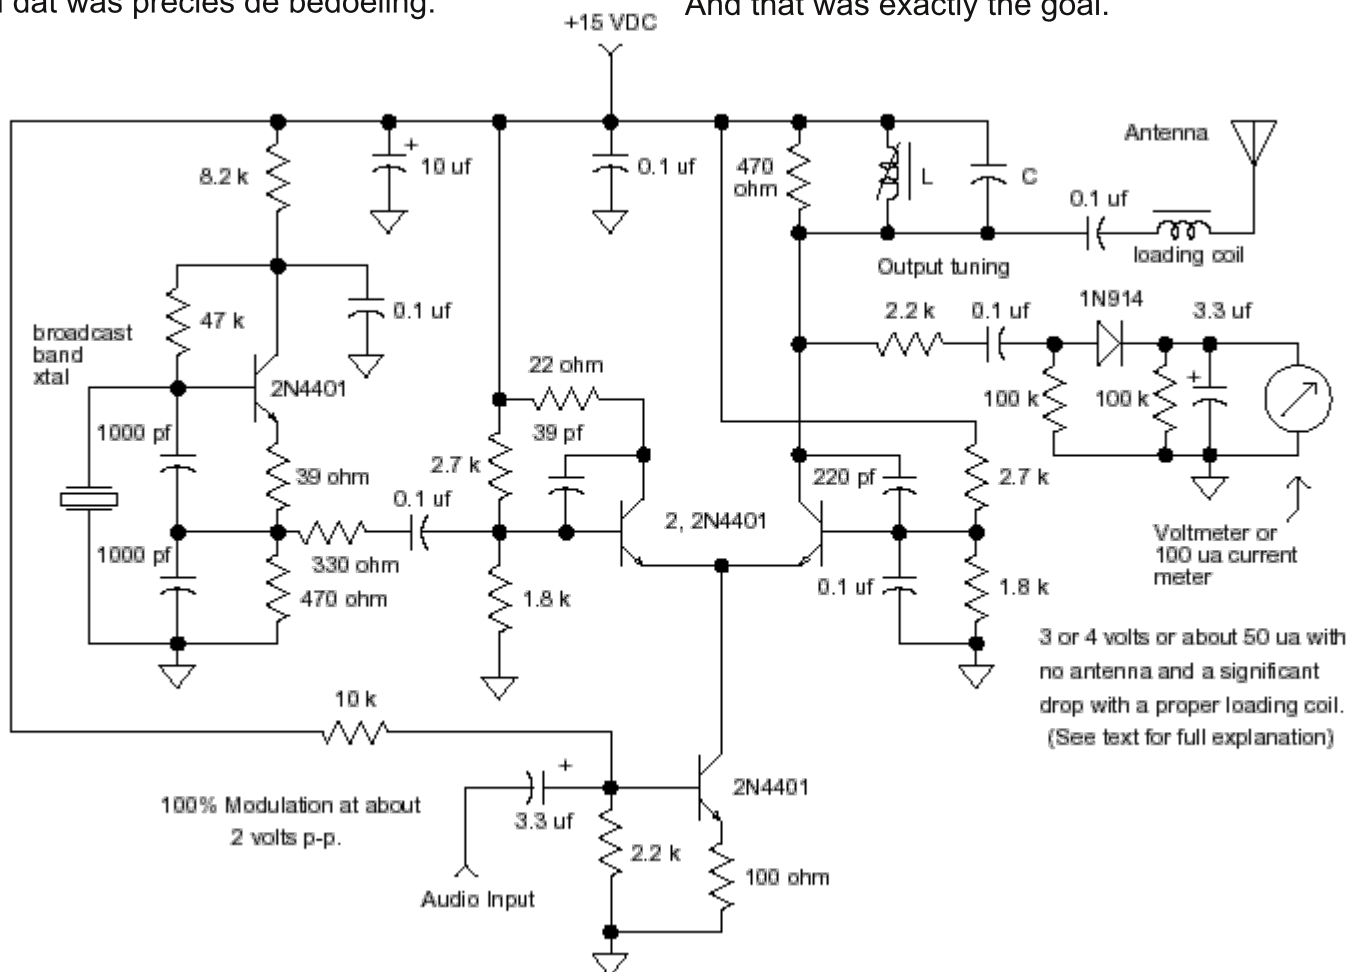 dat was precies de bedoeling.
And that was exactly the goal.
+15 VDC
8.2 k
+
10 uf
0.1 uf
470
ohm
L
C
Antenna
0.1 uf
loading coil
Output tuning
47 k
0.1 uf
broadcast
band
xtal
2N4401
1000 pf
39 ohm
1000 pf
330 ohm
470 ohm
0.1 uf
22 ohm
39 pf
2.7 k
1.8 k
2, 2N4401
2.2 k
0.1 uf
1N914
3.3 uf
100 k
100 k
+
220 pf
2.7 k
0.1 uf
1.8 k
Voltmeter or
100 ua current
meter
3 or 4 volts or about 50 ua with
no antenna and a significant
drop with a proper loading coil.
(See text for full explanation)
10 k
100% Modulation at about
2 volts p-p.
+
3.3 uf
Audio Input
2N4401
2.2 k
100 ohm